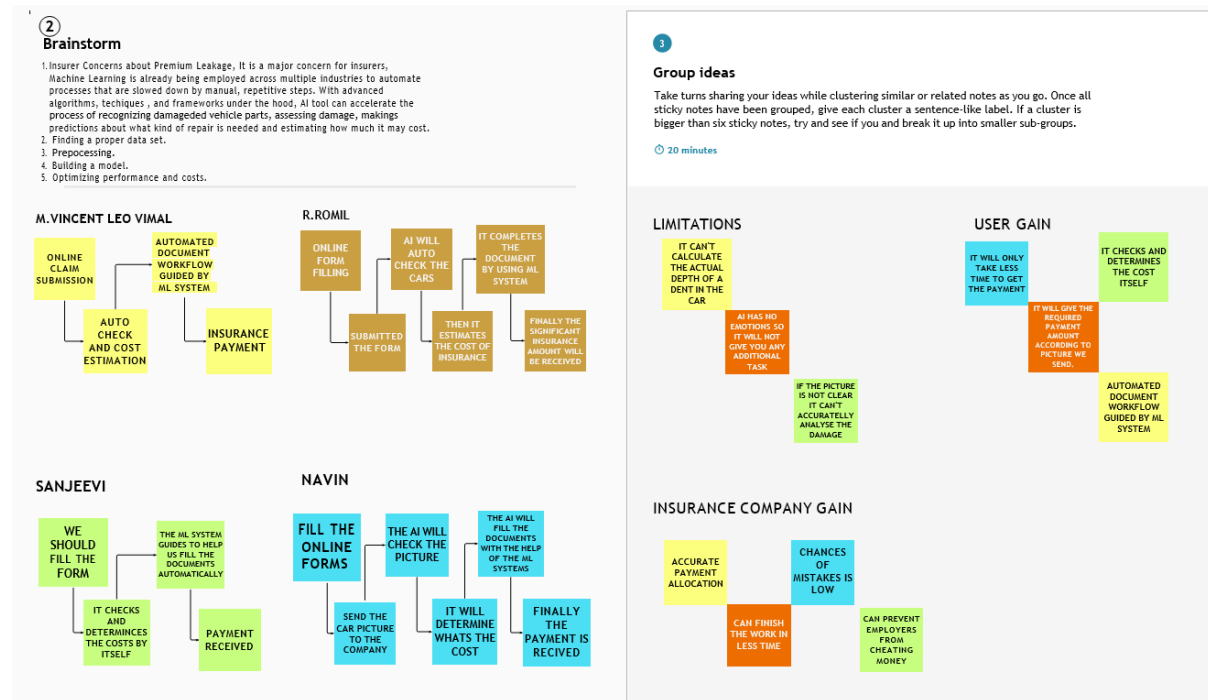 2
Brainstorm
1. Insurer Concerns about Premium Leakage, It is a major concern for insurers,
Machine Learning is already being employed across multiple industries to automate
processes that are slowed down by manual, repetitive steps. With advanced
algorithms, techiques , and frameworks under the hood, AI tool can accelerate the
process of recognizing damageded vehicle parts, assessing damage, makings
predictions about what kind of repair is needed and estimating how much it may cost.
2. Finding a proper data set.
3. Prepocessing.
4. Building a model.
5. Optimizing performance and costs.
M.VINCENT LEO VIMAL
ONLINE
CLAIM
SUBMISSION
AUTO
CHECK
AND COST
ESTIMATION
AUTOMATED
DOCUMENT
WORKFLOW
GUIDED BY
ML SYSTEM
INSURANCE
PAYMENT
R.ROMIL
ONLINE
FORM
FILLING
SUBMITTED
THE FORM
AI WILL
AUTO
CHECK THE
CARS
THEN IT
ESTIMATES
THE COST OF
INSURANCE
IT COMPLETES
THE
DOCUMENT
BY USING ML
SYSTEM
FINALLY THE
SIGNIFICANT
INSURANCE
AMOUNT WILL
BE RECEIVED
SANJEEVI
WE
SHOULD
FILL THE
FORM
IT CHECKS
AND
DETERMINCES
THE COSTS BY
ITSELF
THE ML SYSTEM
GUIDES TO HELP
US FILL THE
DOCUMENTS
AUTOMATICALLY
PAYMENT
RECEIVED
NAVIN
FILL THE
ONLINE
FORMS
SEND THE
CAR PICTURE
TO THE
COMPANY
THE AI WILL
CHECK THE
PICTURE
IT WILL
DETERMINE
WHATS THE
COST
THE AI WILL
FILL THE
DOCUMENTS
WITH THE HELP
OF THE ML
SYSTEMS
FINALLY
THE
PAYMENT IS
RECIVED
3
Group ideas
Take turns sharing your ideas while clustering similar or related notes as you go. Once all
sticky notes have been grouped, give each cluster a sentence-like label. If a cluster is
bigger than six sticky notes, try and see if you and break it up into smaller sub-groups.
20 minutes
LIMITATIONS
IT CAN'T
CALCULATE
THE ACTUAL
DEPTH OF A
DENT IN THE
CAR
AI HAS NO
EMOTIONS SO
IT WILL NOT
GIVE YOU ANY
ADDITIONAL
TASK
IF THE PICTURE
IS NOT CLEAR
IT CAN'T
ACCURATELLY
ANALYSE THE
DAMAGE
USER GAIN
IT WILL ONLY
TAKE LESS
TIME TO GET
THE PAYMENT
IT WILL GIVE THE
REQUIRED
PAYMENT
AMOUNT
ACCORDING TO
PICTURE WE
SEND.
IT CHECKS AND
DETERMINES
THE COST
ITSELF
AUTOMATED
DOCUMENT
WORKFLOW
GUIDED BY ML
SYSTEM
INSURANCE COMPANY GAIN
ACCURATE
PAYMENT
ALLOCATION
CAN FINISH
THE WORK IN
LESS TIME
CHANCES
OF
MISTAKES IS
LOW
CAN PREVENT
EMPLOYERS
FROM
CHEATING
MONEY